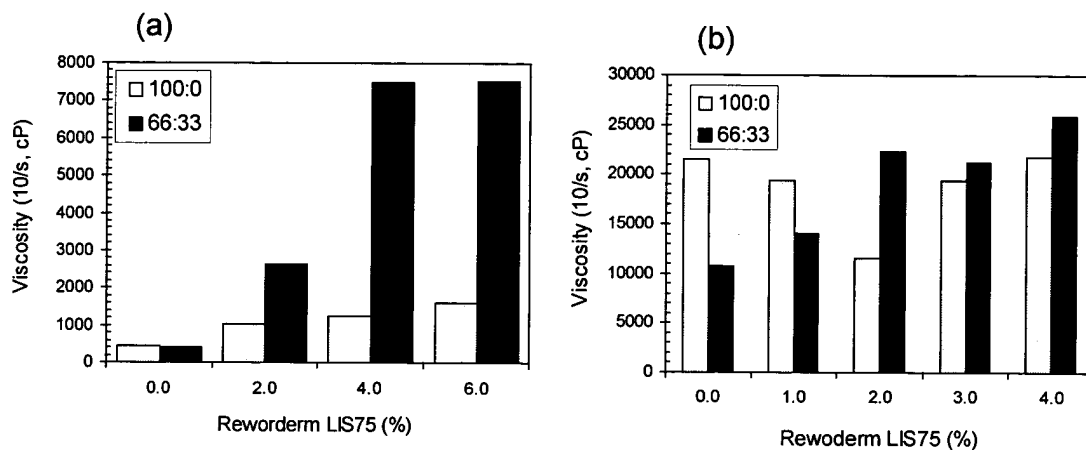 (a)
Viscosity (10/s, cP)
8000
7000
6000
5000
4000
3000
2000
1000
0
100:0
66:33
0.0 2.0 4.0 6.0
Reworderm LIS75 (%)
(b)
Viscosity (10/s, cP)
30000
25000
20000
15000
10000
5000
0
100:0
66:33
0.0 1.0 2.0 3.0 4.0
Rewoderm LIS75 (%)